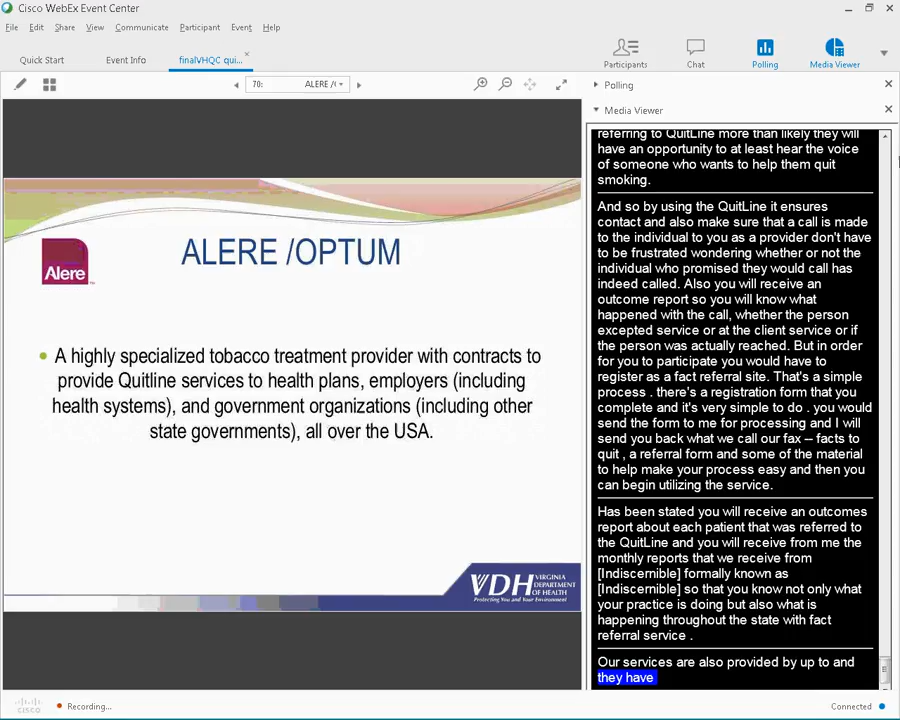 Cisco WebEx Event Center
File Edit Share View Communicate Participant Event Help
Quick Start Event Info finalVHQC qui...
Participants Chat Polling Media Viewer
70: ALERE /(
Polling
Media Viewer
ALERE /OPTUM
Alere
A highly specialized tobacco treatment provider with contracts to
provide Quitline services to health plans, employers (including
health systems), and government organizations (including other
state governments), all over the USA.
VDH VIRGINIA
DEPARTMENT
OF HEALTH
Protecting You and Your Environment
referring to QuitLine more than likely they will
have an opportunity to at least hear the voice
of someone who wants to help them quit
smoking.
And so by using the QuitLine it ensures
contact and also make sure that a call is made
to the individual to you as a provider don't have
to be frustrated wondering whether or not the
individual who promised they would call has
indeed called. Also you will receive an
outcome report so you will know what
happened with the call, whether the person
excepted service or at the client service or if
the person was actually reached. But in order
for you to participate you would have to
register as a fact referral site. That's a simple
process . there's a registration form that you
complete and it's very simple to do . you would
send the form to me for processing and I will
send you back what we call our fax – facts to
quit , a referral form and some of the material
to help make your process easy and then you
can begin utilizing the service.
Has been stated you will receive an outcomes
report about each patient that was referred to
the QuitLine and you will receive from me the
monthly reports that we receive from
[Indiscernible] formally known as
[Indiscernible] so that you know not only what
your practice is doing but also what is
happening throughout the state with fact
referral service .
Our services are also provided by up to and
they have
cisco
Recording...
Connected